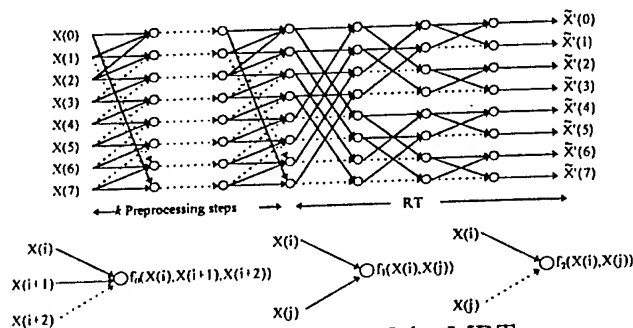 X(0)
X(1)
X(2)
X(3)
X(4)
X(5)
X(6)
X(7)
X̃'(0)
X̃'(1)
X̃'(2)
X̃'(3)
X̃'(4)
X̃'(5)
X̃'(6)
X̃'(7)
k Preprocessing steps
RT
X(i)
X(i+1)
X(i+2)
f₀(X(i),X(i+1),X(i+2))
X(i)
X(j)
f₁(X(i),X(j))
X(i)
X(j)
f₂(X(i),X(j))